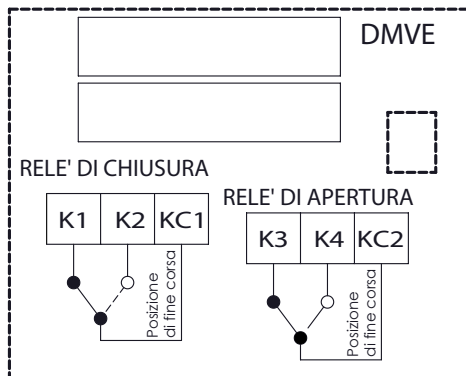 DMVE
RELE' DI CHIUSURA
K1 K2 KC1
Posizione
di fine corsa
RELE' DI APERTURA
K3 K4 KC2
Posizione
di fine corsa